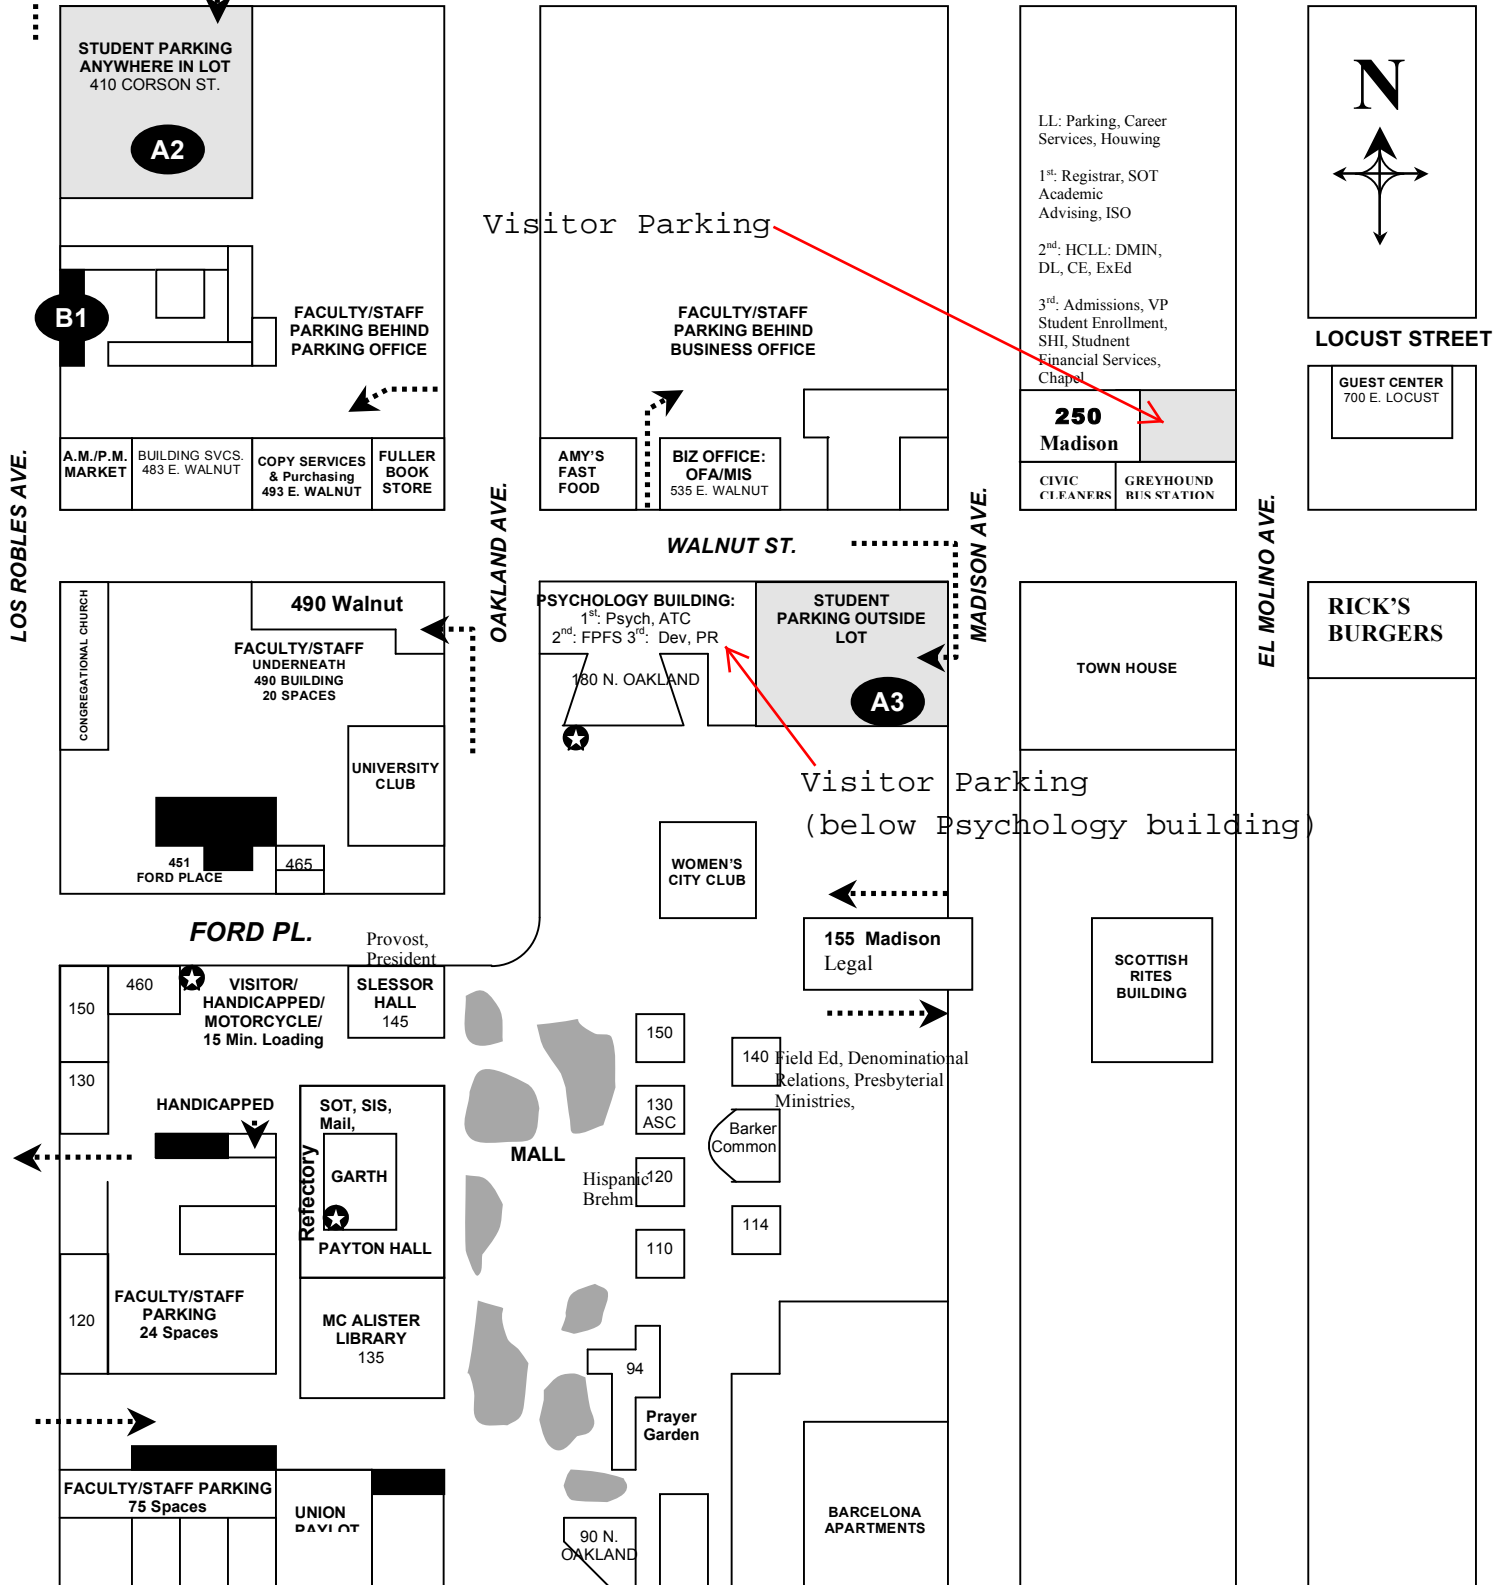 STUDENT PARKING
ANYWHERE IN LOT
410 CORSON ST.
A2
N
LL: Parking, Career
Services, Houwing
1st: Registrar, SOT
Academic
Advising, ISO
2nd: HCLL: DMIN,
DL, CE, ExEd
3rd: Admissions, VP
Student Enrollment,
SHI, Studnent
Financial Services,
Chapel
Visitor Parking
B1
FACULTY/STAFF
PARKING BEHIND
PARKING OFFICE
FACULTY/STAFF
PARKING BEHIND
BUSINESS OFFICE
LOCUST STREET
GUEST CENTER
700 E. LOCUST
250
Madison
A.M./P.M.
MARKET
BUILDING SVCS.
483 E. WALNUT
COPY SERVICES
& Purchasing
493 E. WALNUT
FULLER
BOOK
STORE
AMY'S
FAST
FOOD
BIZ OFFICE:
OFA/MIS
535 E. WALNUT
CIVIC
CLEANERS
GREYHOUND
BUS STATION
LOS ROBLES AVE.
OAKLAND AVE.
WALNUT ST.
MADISON AVE.
EL MOLINO AVE.
CONGREGATIONAL CHURCH
490 Walnut
FACULTY/STAFF
UNDERNEATH
490 BUILDING
20 SPACES
PSYCHOLOGY BUILDING:
1st: Psych, ATC
2nd: FPFS 3rd: Dev, PR
180 N. OAKLAND
STUDENT
PARKING OUTSIDE
LOT
A3
TOWN HOUSE
RICK'S
BURGERS
UNIVERSITY
CLUB
Visitor Parking
(below Psychology building)
451
FORD PLACE
465
WOMEN'S
CITY CLUB
FORD PL.
Provost,
President
155 Madison
Legal
SCOTTISH
RITES
BUILDING
150
460
VISITOR/
HANDICAPPED/
MOTORCYCLE/
15 Min. Loading
SLESSOR
HALL
145
130
HANDICAPPED
SOT, SIS,
Mail,
Refectory
GARTH
PAYTON HALL
MALL
150
140
Field Ed, Denominational
Relations, Presbyterial
Ministries,
130
ASC
Barker
Common
Hispanic
Brehm
120
110
114
120
FACULTY/STAFF
PARKING
24 Spaces
MC ALISTER
LIBRARY
135
94
Prayer
Garden
FACULTY/STAFF PARKING
75 Spaces
UNION
PAYLOT
90 N.
OAKLAND
BARCELONA
APARTMENTS